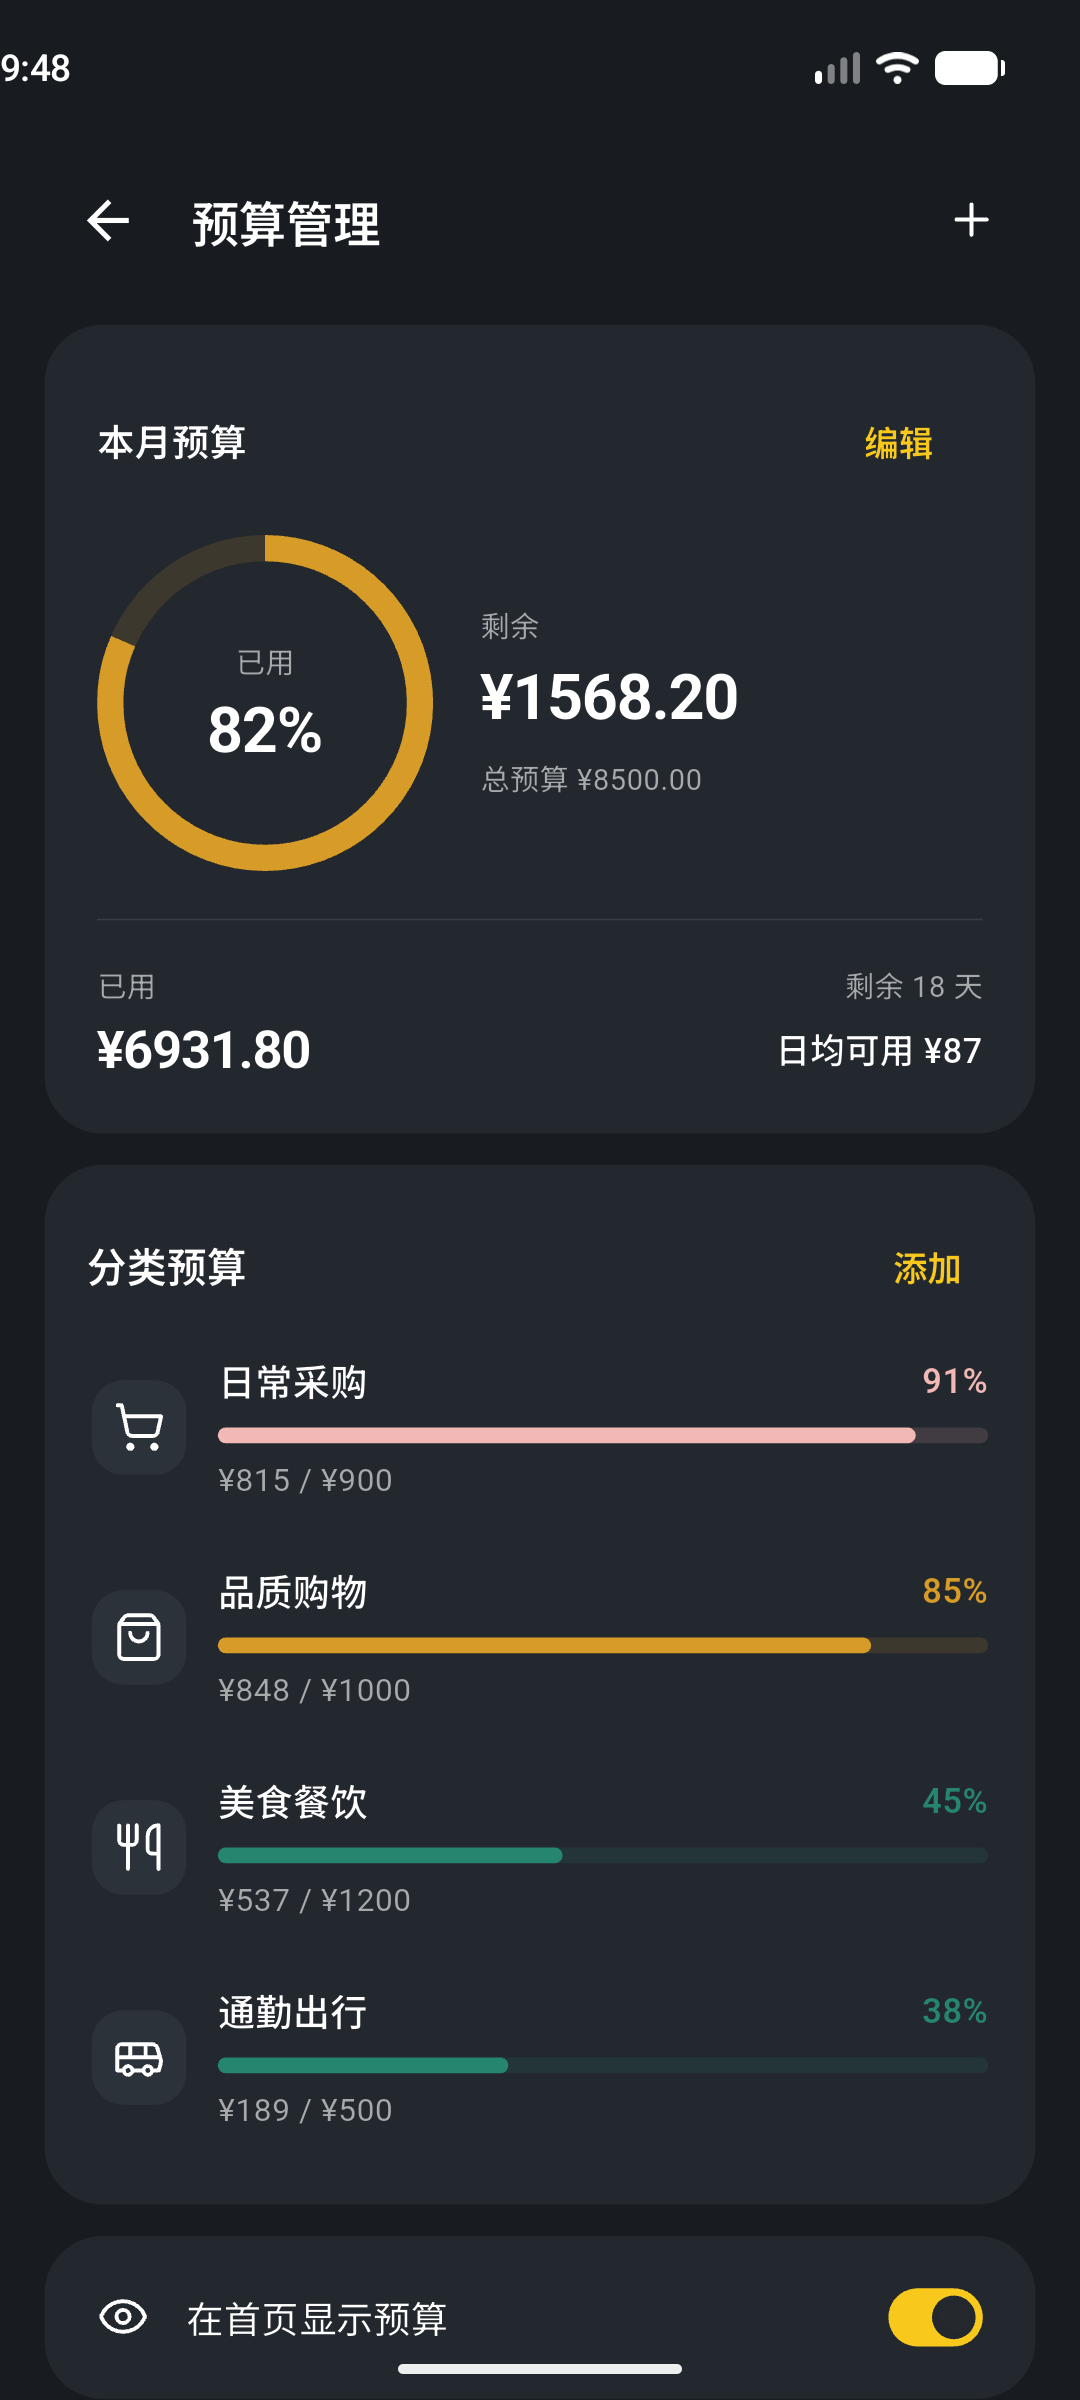 9:48
预算管理
本月预算
编辑
已用
82%
剩余
¥1568.20
总预算 ¥8500.00
已用
¥6931.80
剩余 18 天
日均可用 ¥87
分类预算
添加
日常采购
91%
¥815 / ¥900
品质购物
85%
¥848 / ¥1000
美食餐饮
45%
¥537 / ¥1200
通勤出行
38%
¥189 / ¥500
在首页显示预算